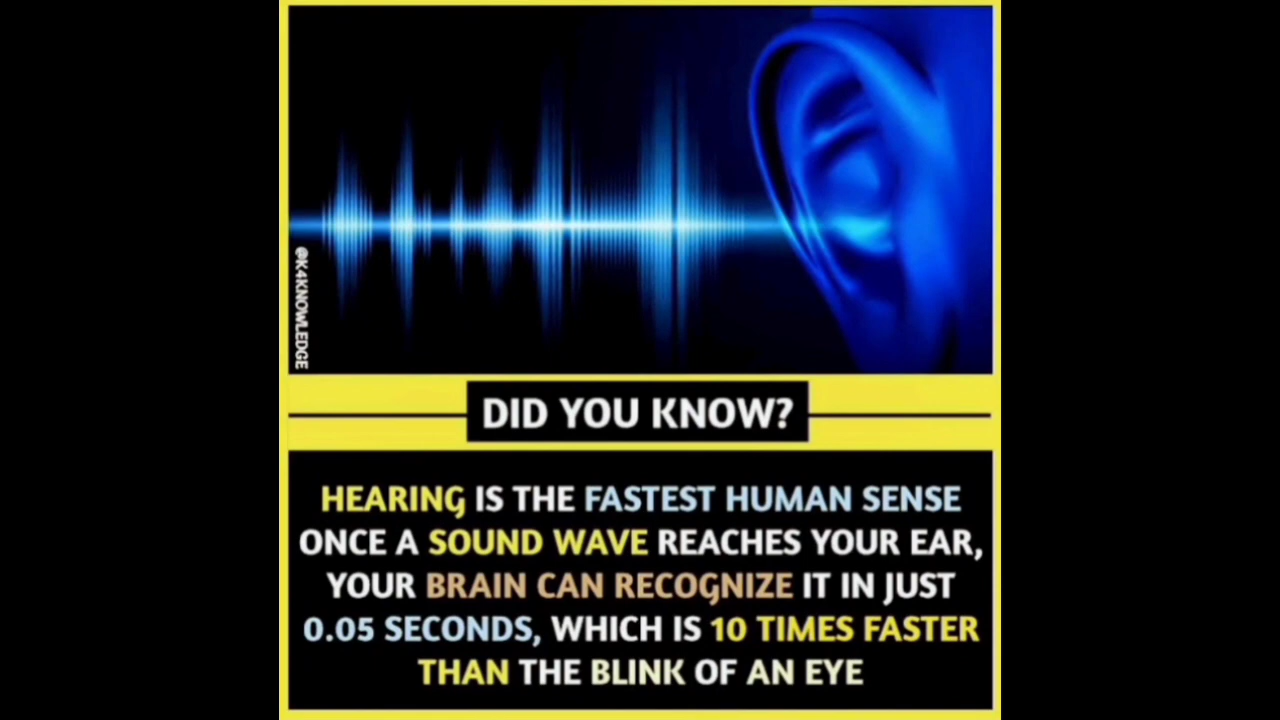 @K4KNOWLEDGE
DID YOU KNOW?
HEARING IS THE FASTEST HUMAN SENSE
ONCE A SOUND WAVE REACHES YOUR EAR,
YOUR BRAIN CAN RECOGNIZE IT IN JUST
0.05 SECONDS, WHICH IS 10 TIMES FASTER
THAN THE BLINK OF AN EYE